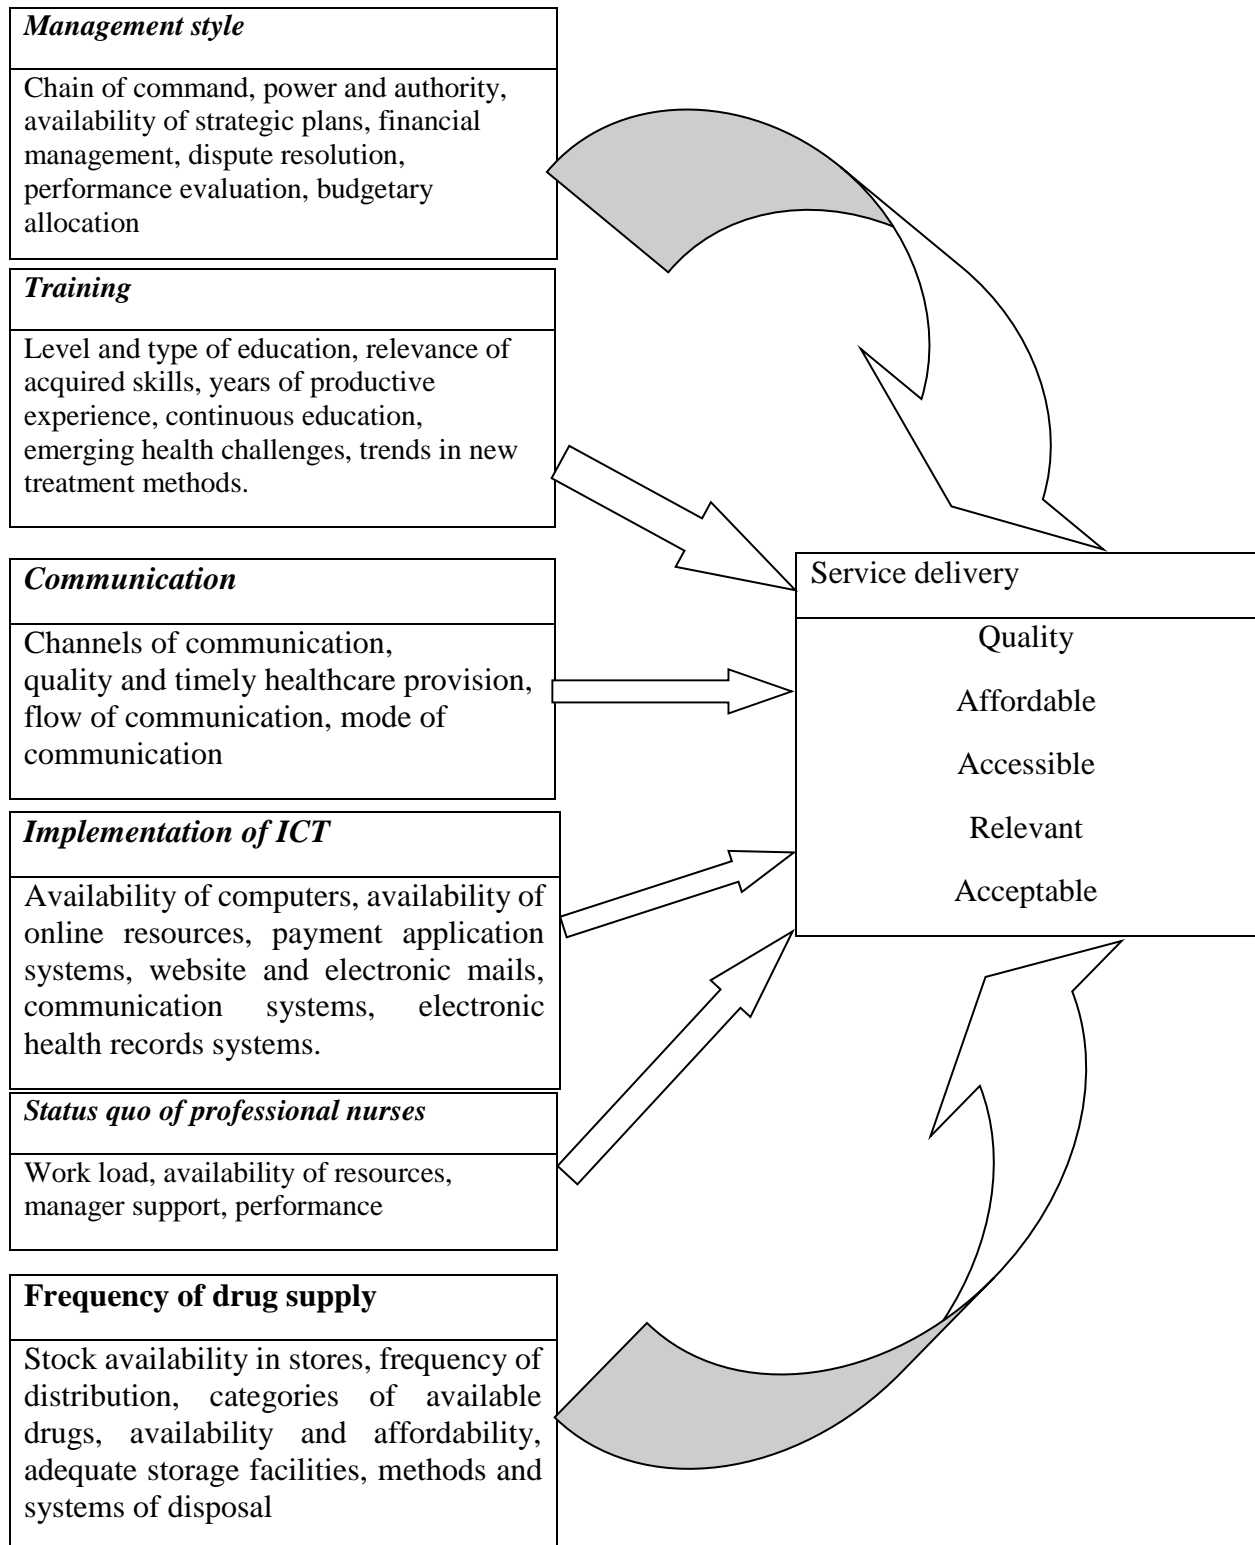 Management style
Chain of command, power and authority,
availability of strategic plans, financial
management, dispute resolution,
performance evaluation, budgetary
allocation
Training
Level and type of education, relevance of
acquired skills, years of productive
experience, continuous education,
emerging health challenges, trends in new
treatment methods.
Communication
Channels of communication,
quality and timely healthcare provision,
flow of communication, mode of
communication
Implementation of ICT
Availability of computers, availability of
online resources, payment application
systems, website and electronic mails,
communication systems, electronic
health records systems.
Status quo of professional nurses
Work load, availability of resources,
manager support, performance
Frequency of drug supply
Stock availability in stores, frequency of
distribution, categories of available
drugs, availability and affordability,
adequate storage facilities, methods and
systems of disposal
Service delivery
Quality
Affordable
Accessible
Relevant
Acceptable